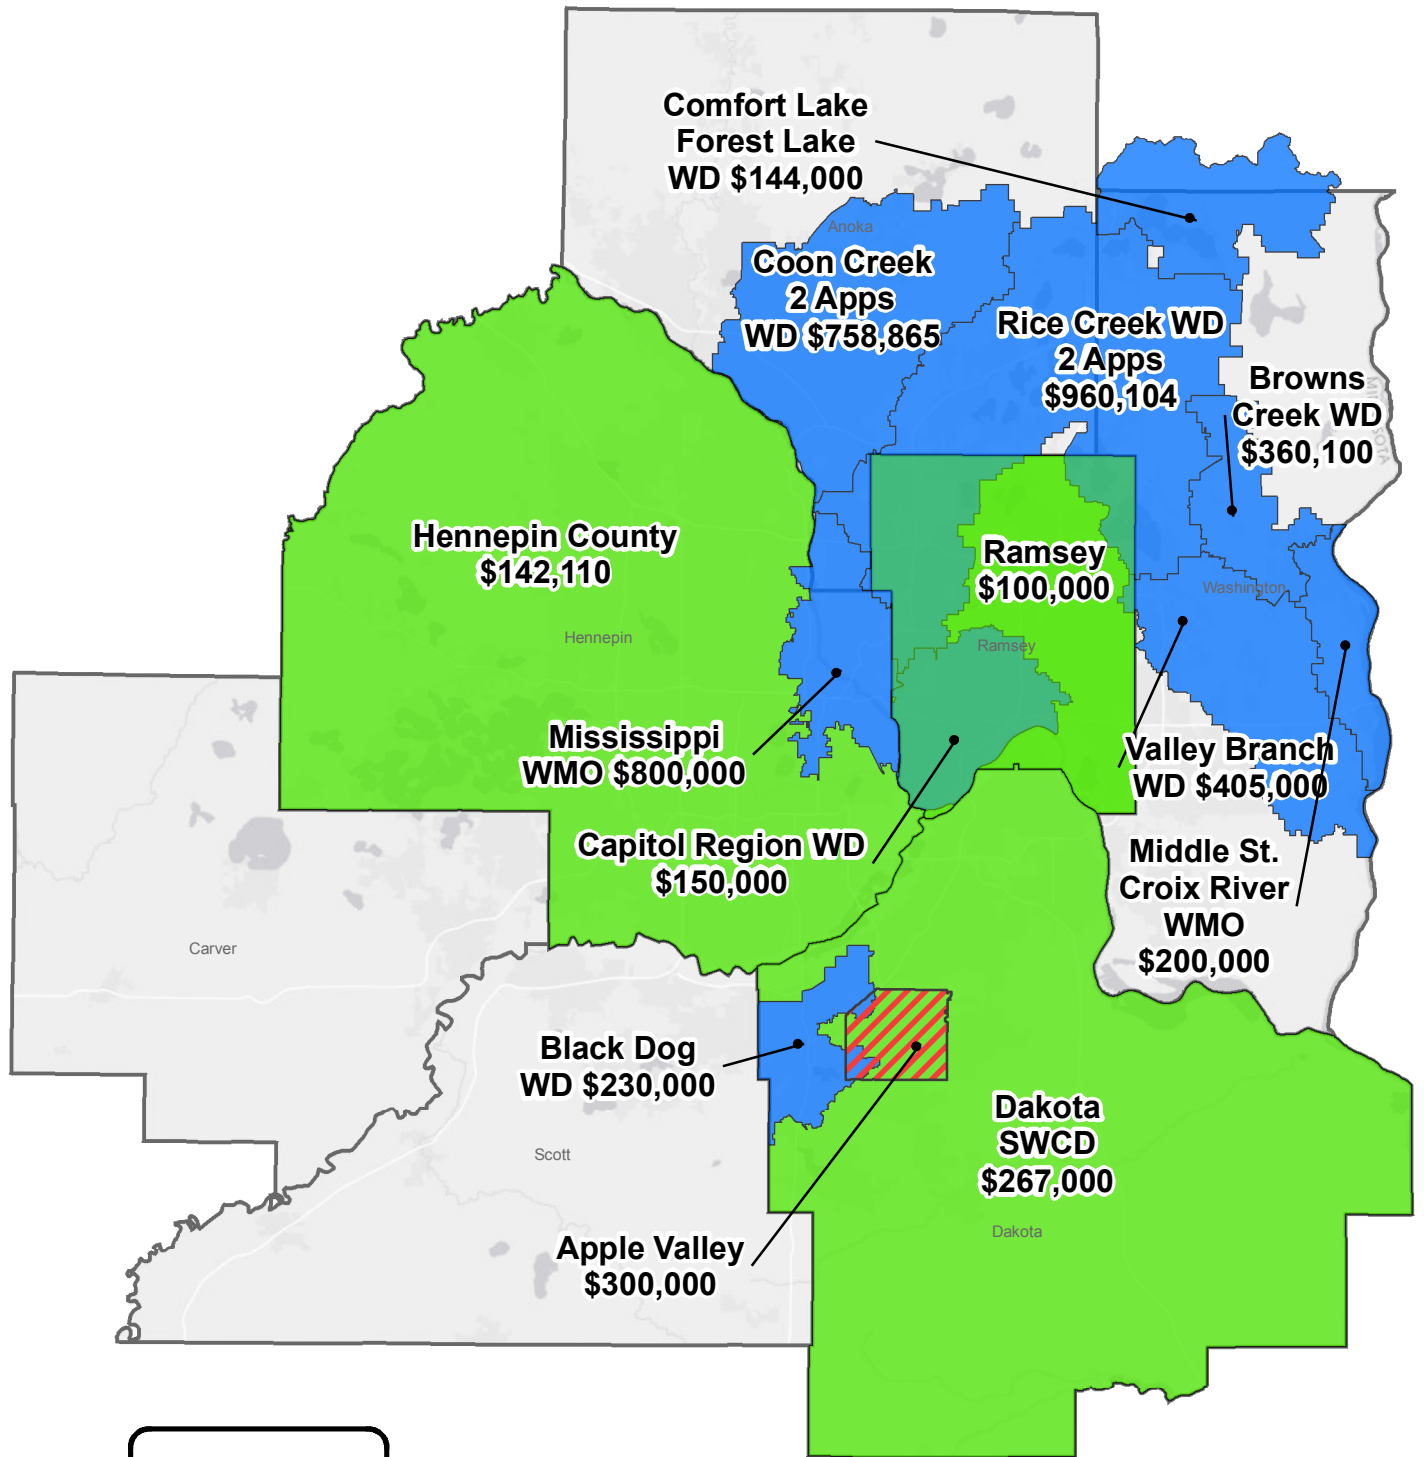 Comfort Lake
Forest Lake
WD $144,000
Anoka
Coon Creek
2 Apps
WD $758,865
Rice Creek WD
2 Apps
$960,104
Browns
Creek WD
$360,100
MINNESOTA
Hennepin County
$142,110
Hennepin
Ramsey
$100,000
Ramsey
Washington
Mississippi
WMO $800,000
Valley Branch
WD $405,000
Capitol Region WD
$150,000
Middle St.
Croix River
WMO
$200,000
Carver
Black Dog
WD $230,000
Scott
Dakota
SWCD
$267,000
Dakota
Apple Valley
$300,000